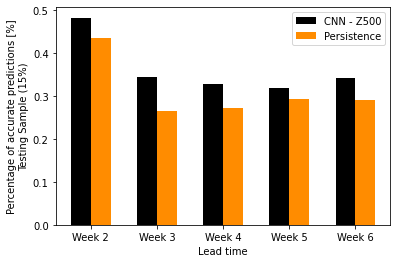 Percentage of accurate predictions [%]
Testing Sample (15%)
0.5
0.4
0.3
0.2
0.1
0.0
CNN - Z500
Persistence
Week 2 Week 3 Week 4 Week 5 Week 6
Lead time